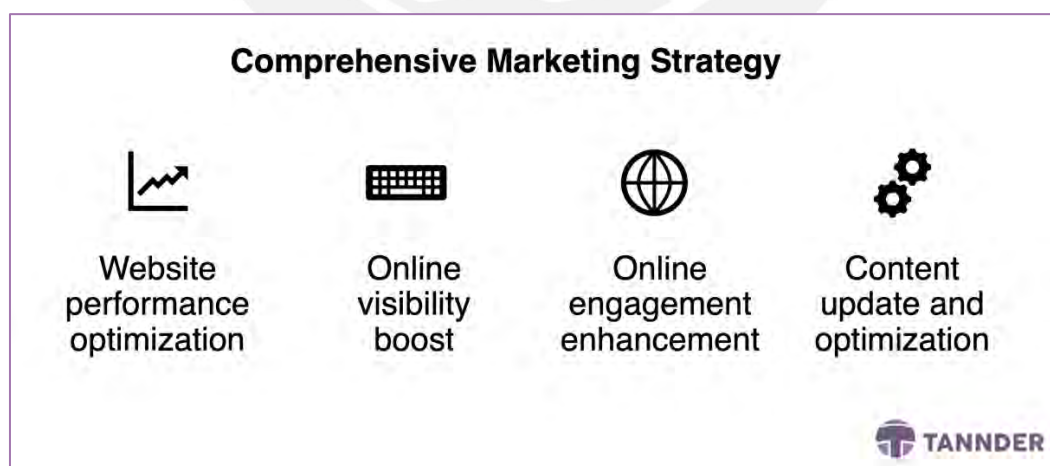 Comprehensive Marketing Strategy
Website
performance
optimization
Online
visibility
boost
Online
engagement
enhancement
Content
update and
optimization
TANNDER